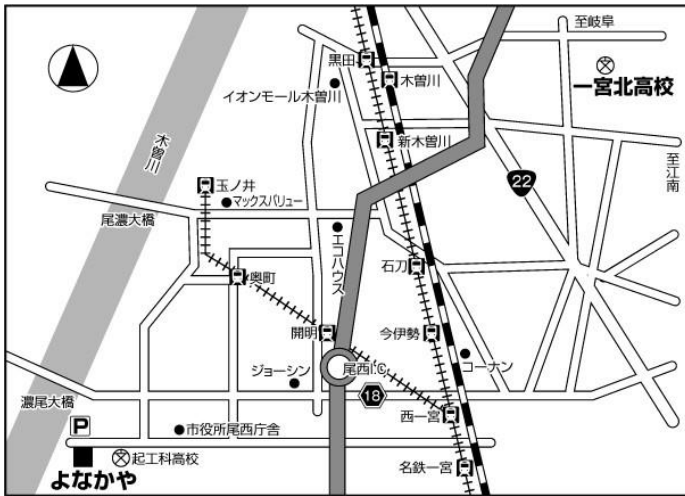 至岐阜
黒田
木曽川
一宮北高校
イオンモール木曽川
新木曽川
木曽川
至江南
22
玉ノ井
マックスバリュー
尾濃大橋
エコハウス
石刀
奥町
開明
今伊勢
尾西I.C
コーナン
ジョーシン
18
濃尾大橋
西一宮
P
市役所尾西庁舎
起工科高校
よなかや
名鉄一宮